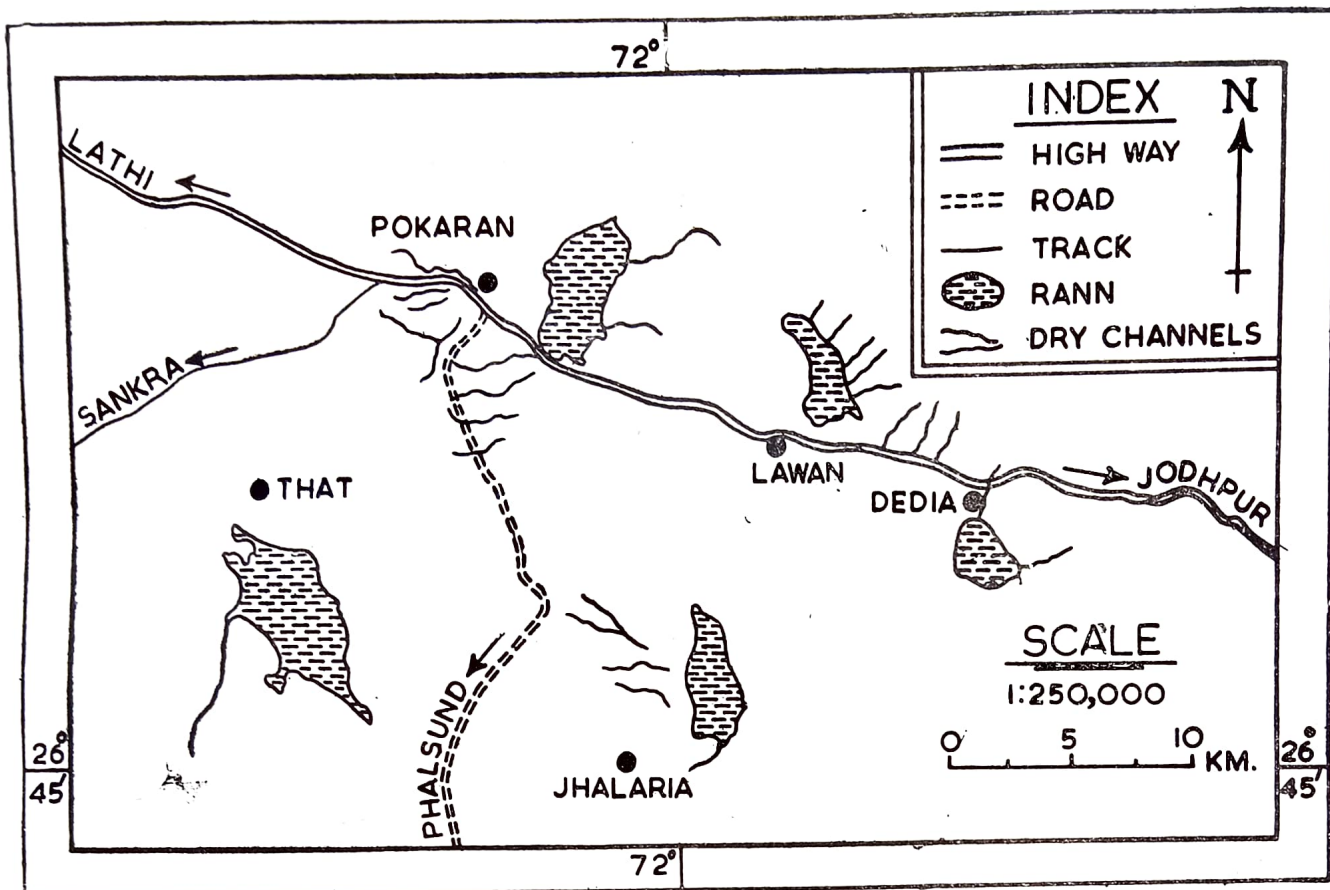 72°
INDEX
N
HIGH WAY
ROAD
TRACK
RANN
DRY CHANNELS
LATHI
POKARAN
SANKRA
THAT
LAWAN
DEDIA
JODHPUR
PHALSUND
JHALARIA
SCALE
1:250,000
0 5 10 KM.
26°
45'
26°
45'
72°